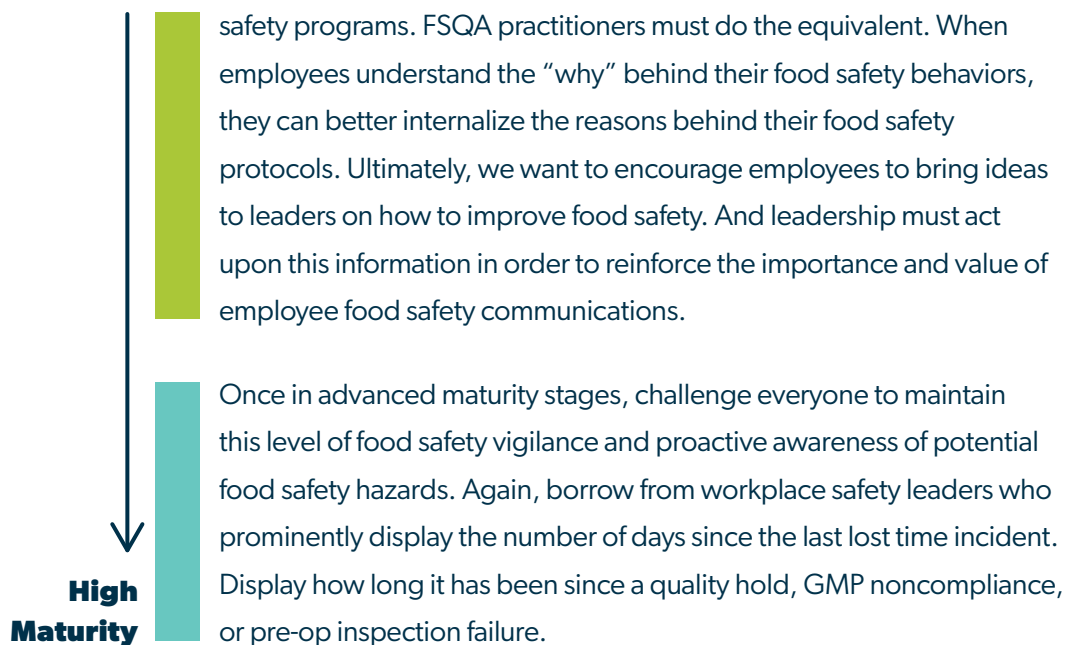 safety programs. FSQA practitioners must do the equivalent. When
employees understand the “why” behind their food safety behaviors,
they can better internalize the reasons behind their food safety
protocols. Ultimately, we want to encourage employees to bring ideas
to leaders on how to improve food safety. And leadership must act
upon this information in order to reinforce the importance and value of
employee food safety communications.
Once in advanced maturity stages, challenge everyone to maintain
this level of food safety vigilance and proactive awareness of potential
food safety hazards. Again, borrow from workplace safety leaders who
prominently display the number of days since the last lost time incident.
Display how long it has been since a quality hold, GMP noncompliance,
or pre-op inspection failure.
High
Maturity